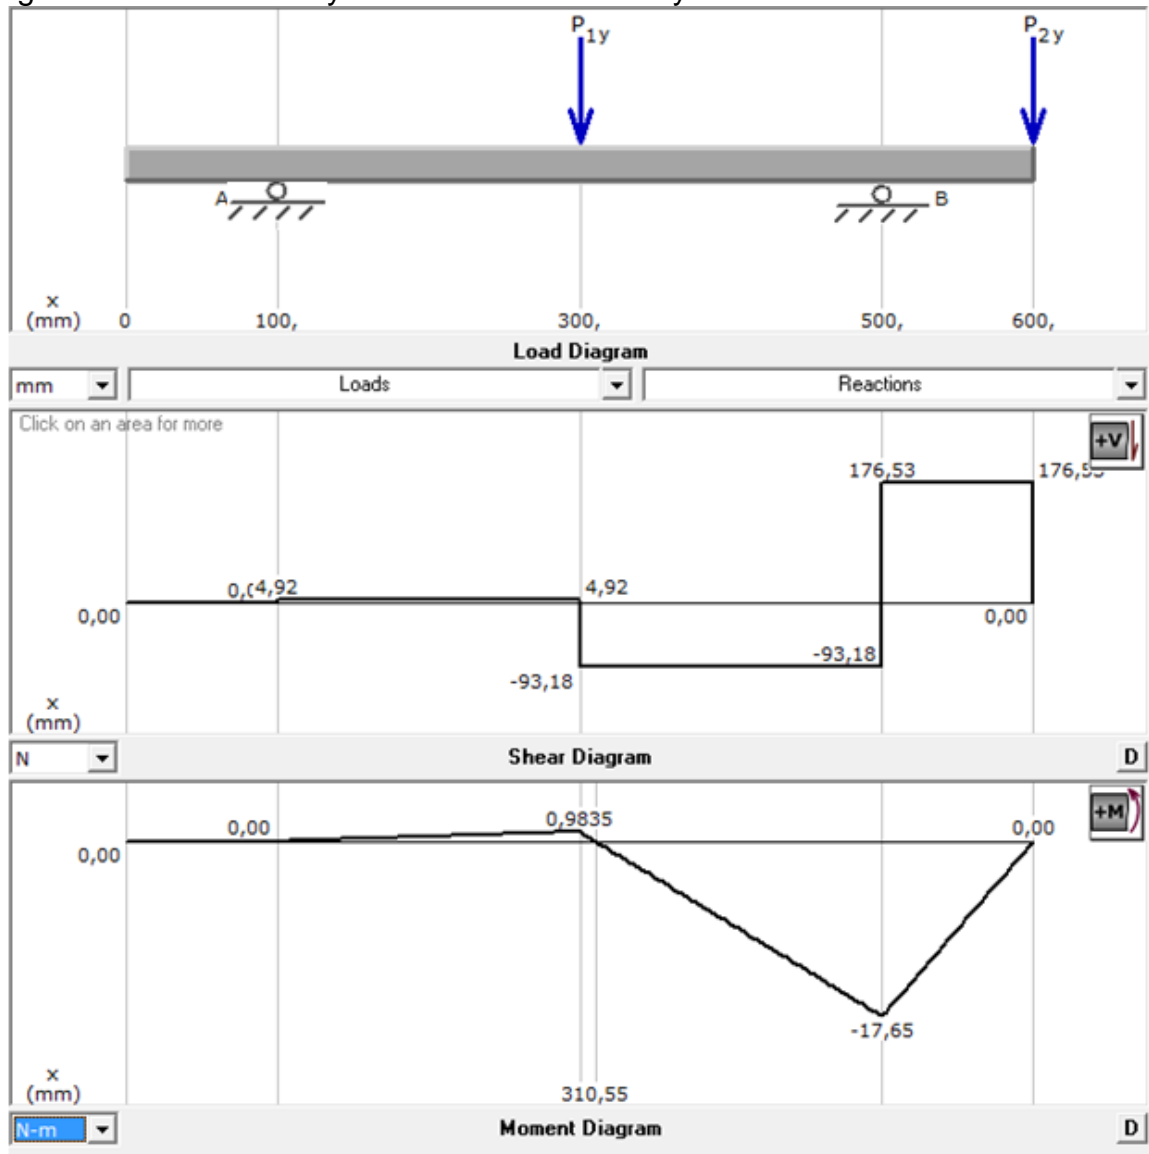 P1y P2y
A B
x
(mm) 0 100, 300, 500, 600,
Load Diagram
mm Loads Reactions
Click on an area for more
+V
176,53
0,00 4,92 4,92
0,00 0,00
-93,18
-93,18
x
(mm)
N Shear Diagram D
+M
0,00 0,9835 0,00
0,00
-17,65
x
(mm) 310,55
N-m Moment Diagram D